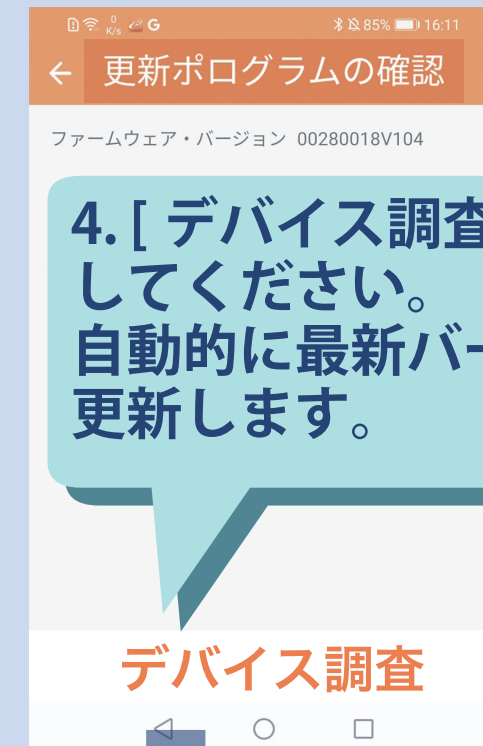 0 K/s G 85% 16:11
更新ポログラムの確認
ファームウェア・バージョン 00280018V104
4. [ デバイス調査
してください。
自動的に最新バー
更新します。
デバイス調査